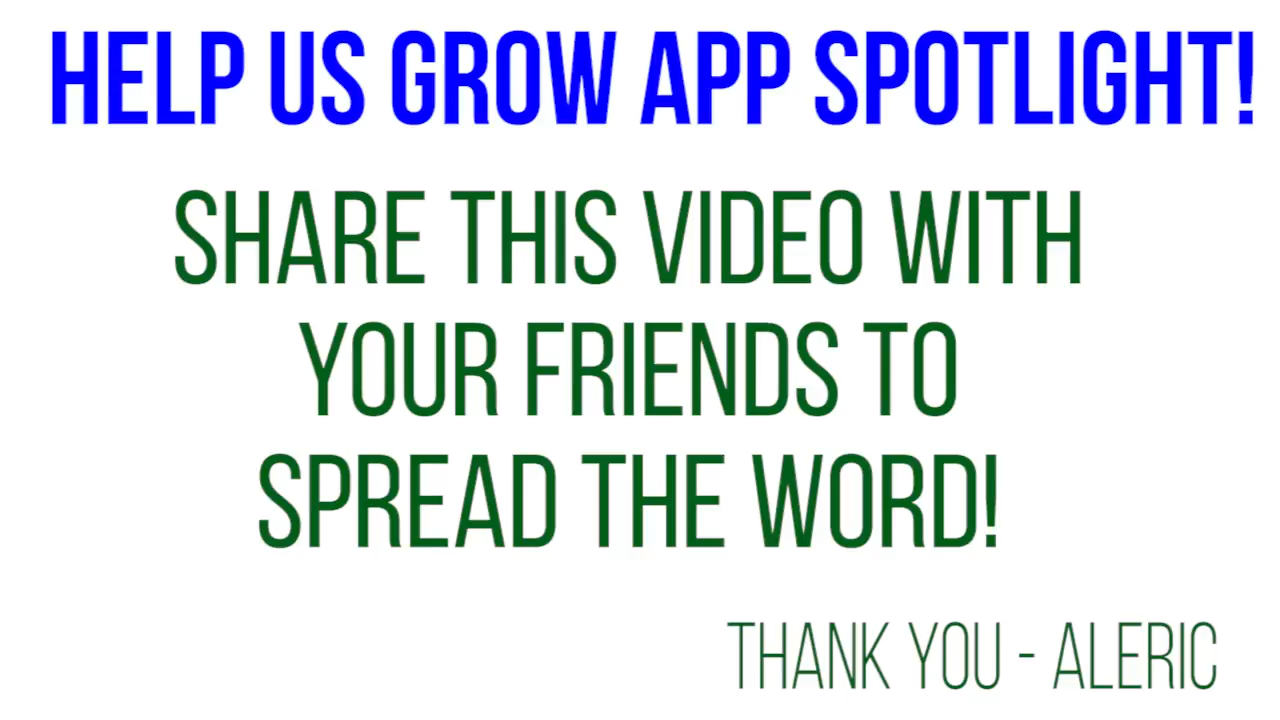 HELP US GROW APP SPOTLIGHT!
SHARE THIS VIDEO WITH
YOUR FRIENDS TO
SPREAD THE WORD!
THANK YOU - ALERIC